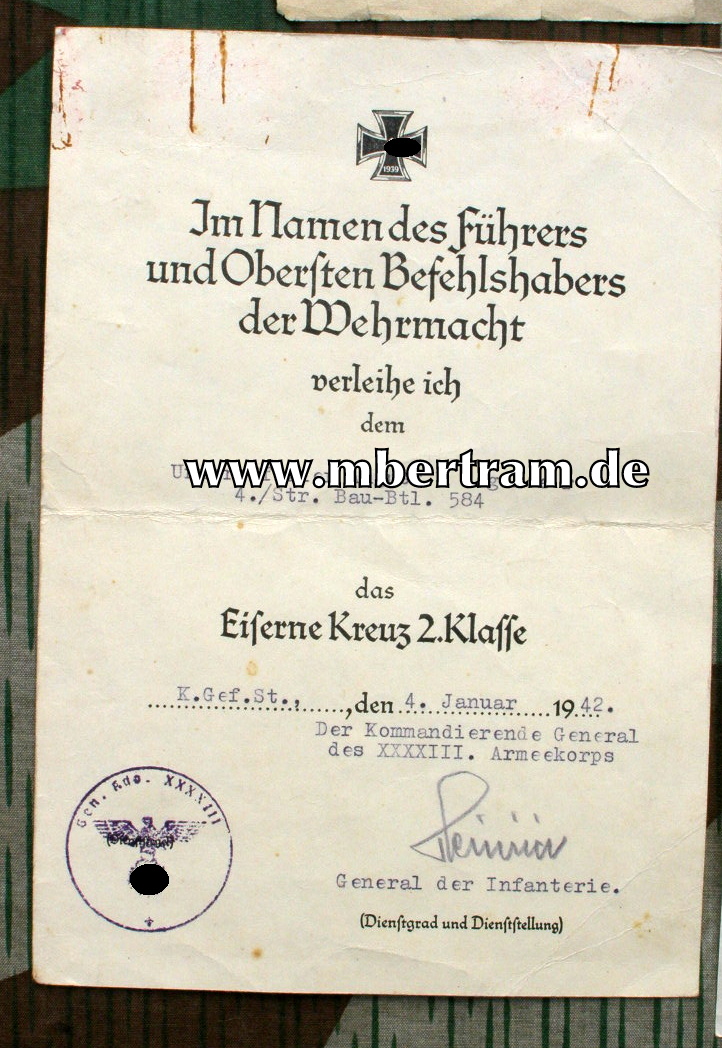 1939
Im Namen des Führers
und Obersten Befehlshabers
der Wehrmacht
verleihe ich
dem
www.mbertram.de
4./Str. Bau-Btl. 584
das
Eiserne Kreuz 2.Klasse
K.Gef.St., , den 4. Januar 1942.
Der Kommandierende General
des XXXXIII. Armeekorps
Gen. Kdo. XXXXIII
(Dienstsiegel)
Heinrici
General der Infanterie.
(Dienstgrad und Dienststellung)